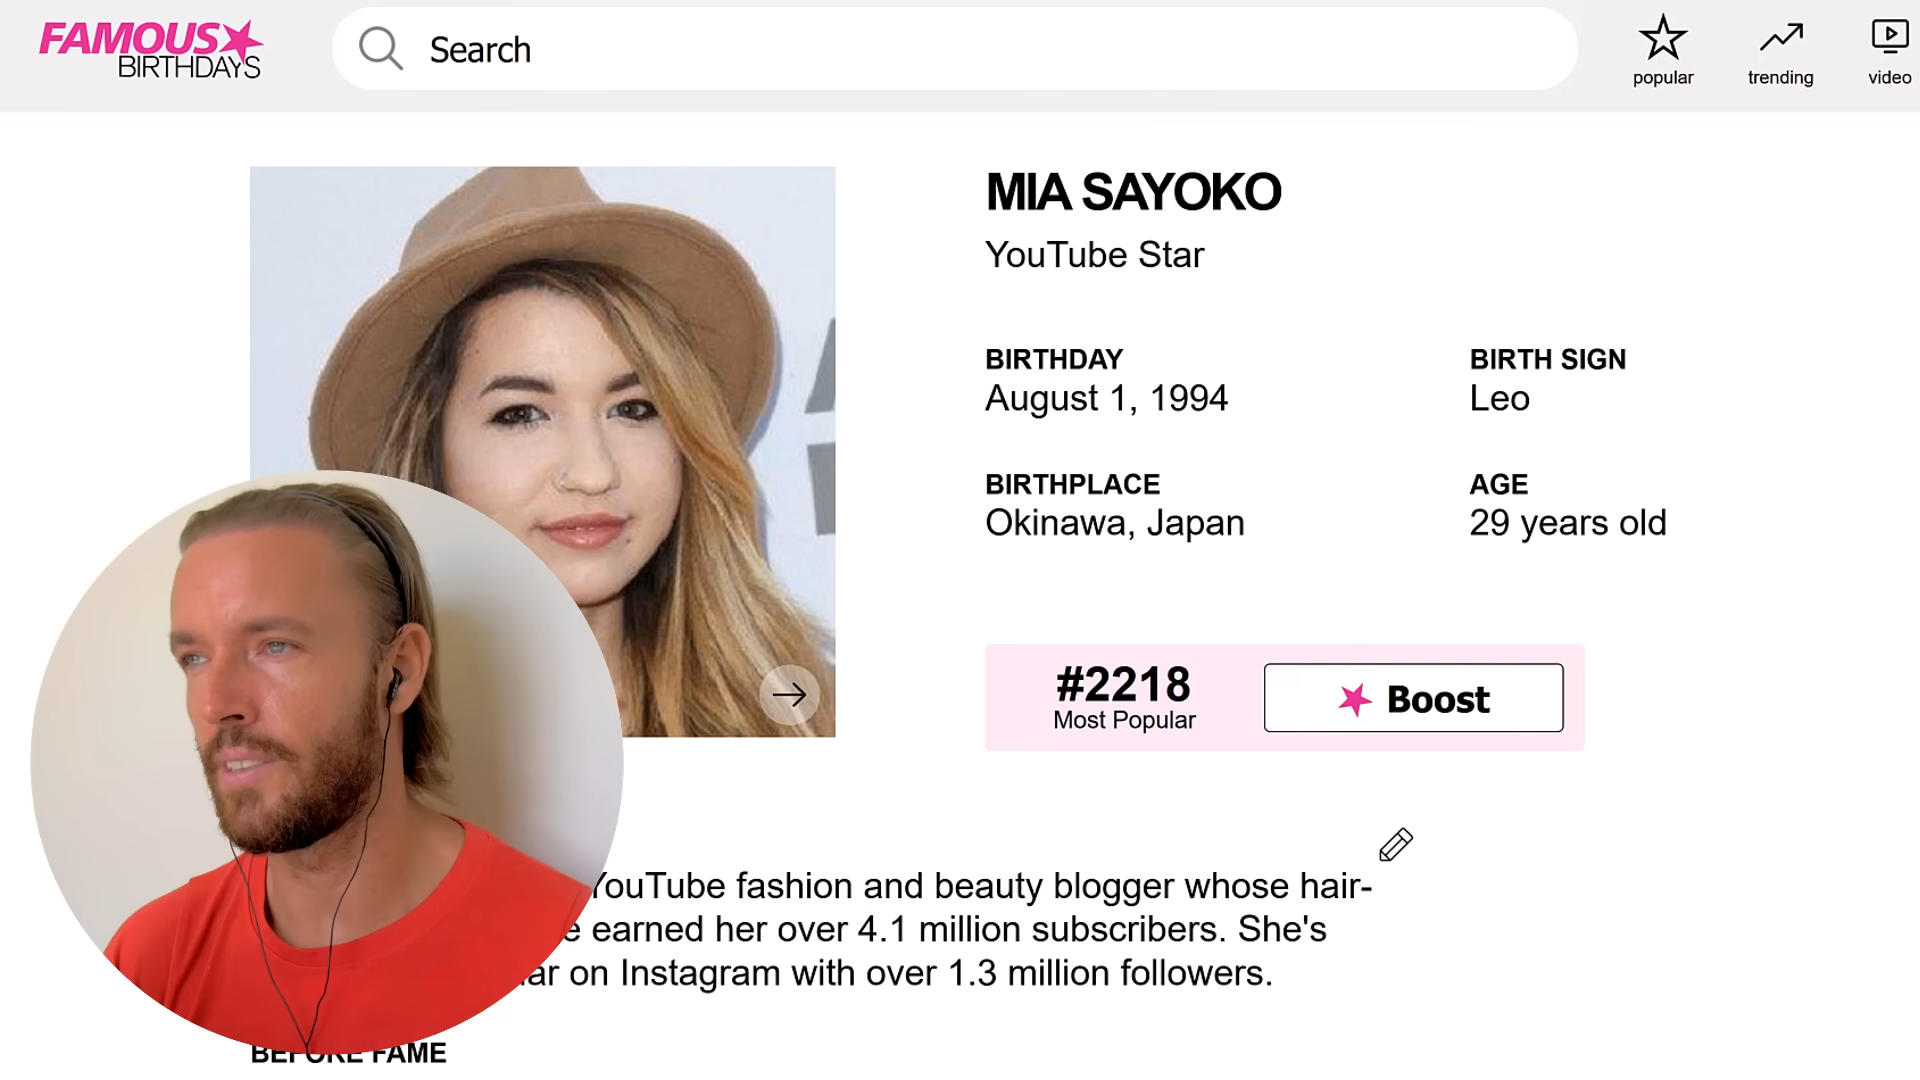 FAMOUS
BIRTHDAYS
Search
popular
trending
video
MIA SAYOKO
YouTube Star
BIRTHDAY
August 1, 1994
BIRTH SIGN
Leo
BIRTHPLACE
Okinawa, Japan
AGE
29 years old
#2218
Most Popular
Boost
YouTube fashion and beauty blogger whose hair-
earned her over 4.1 million subscribers. She's
on Instagram with over 1.3 million followers.
BEFORE FAME